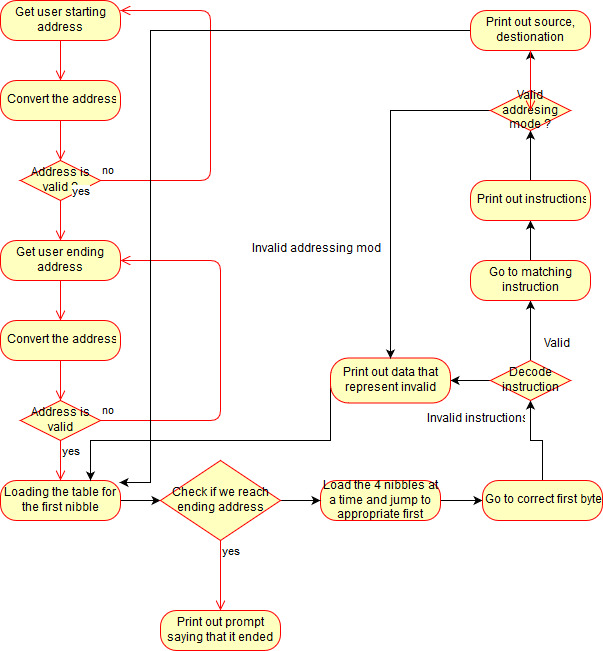 Get user starting
address
Convert the address
Address is
valid ?
no
yes
Get user ending
address
Convert the address
Address is
valid
no
yes
Loading the table for
the first nibble
Check if we reach
ending address
yes
Print out prompt
saying that it ended
Load the 4 nibbles at
a time and jump to
appropriate first
Go to correct first byte
Decode
instruction
Invalid instructions
Valid
Print out data that
represent invalid
Go to matching
instruction
Print out instructions
Valid
addresing
mode ?
Invalid addressing mod
Print out source,
destionation